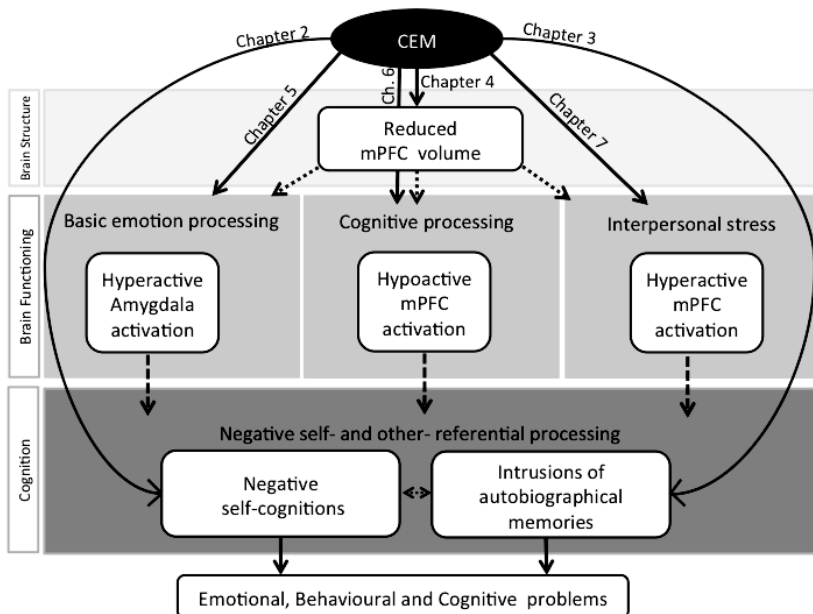 Chapter 2
CEM
Chapter 3
Chapter 5
Ch. 6
Chapter 4
Chapter 7
Brain Structure
Reduced
mPFC volume
Brain Functioning
Basic emotion processing
Cognitive processing
Interpersonal stress
Hyperactive
Amygdala
activation
Hypoactive
mPFC
activation
Hyperactive
mPFC
activation
Cognition
Negative self- and other- referential processing
Negative
self-cognitions
Intrusions of
autobiographical
memories
Emotional, Behavioural and Cognitive problems